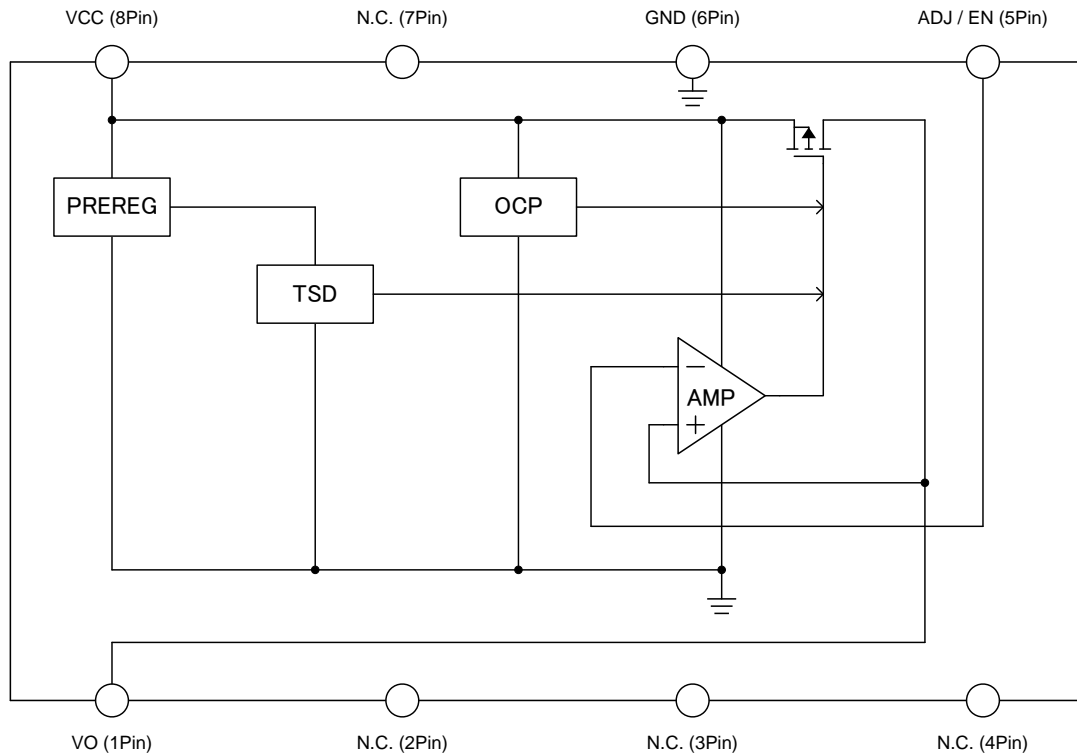 VCC (8Pin)
N.C. (7Pin)
GND (6Pin)
ADJ / EN (5Pin)
PREREG
OCP
TSD
−
AMP
+
VO (1Pin)
N.C. (2Pin)
N.C. (3Pin)
N.C. (4Pin)